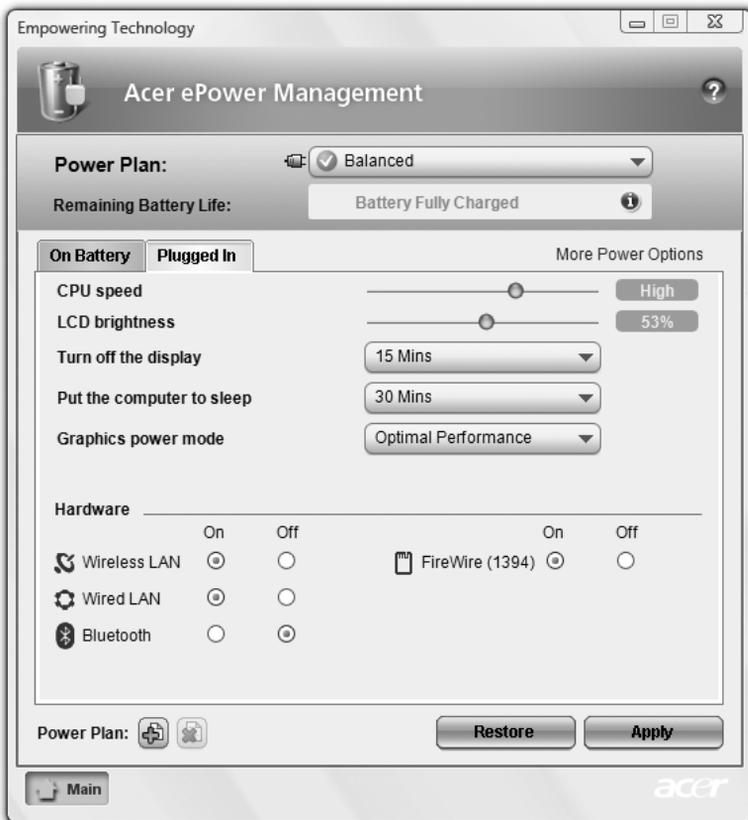 Empowering Technology
Acer ePower Management
?
Power Plan: Balanced
Remaining Battery Life: Battery Fully Charged i
On Battery Plugged In More Power Options
CPU speed High
LCD brightness 53%
Turn off the display 15 Mins
Put the computer to sleep 30 Mins
Graphics power mode Optimal Performance
Hardware
On Off On Off
Wireless LAN FireWire (1394)
Wired LAN
Bluetooth
Power Plan: Restore Apply
Main acer